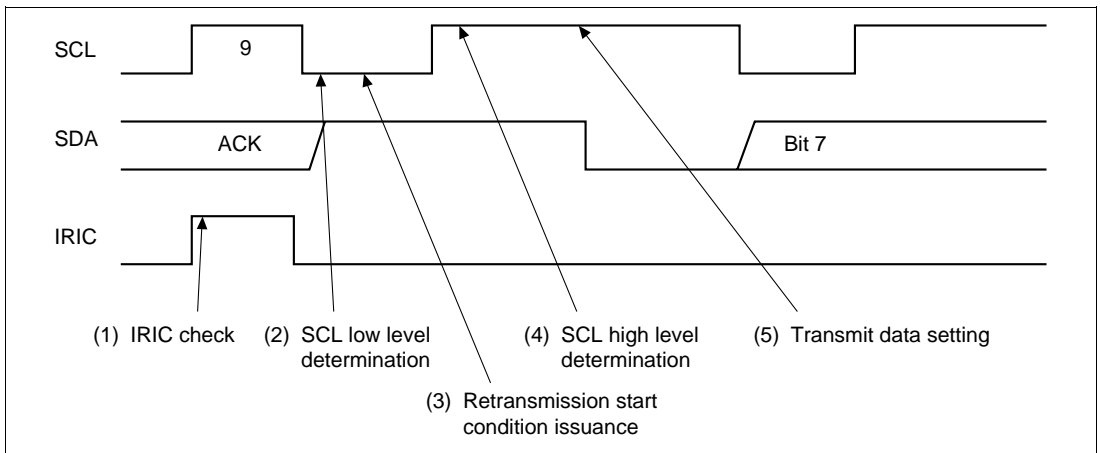 SCL
9
SDA
ACK
Bit 7
IRIC
(1) IRIC check
(2) SCL low level
determination
(4) SCL high level
determination
(5) Transmit data setting
(3) Retransmission start
condition issuance